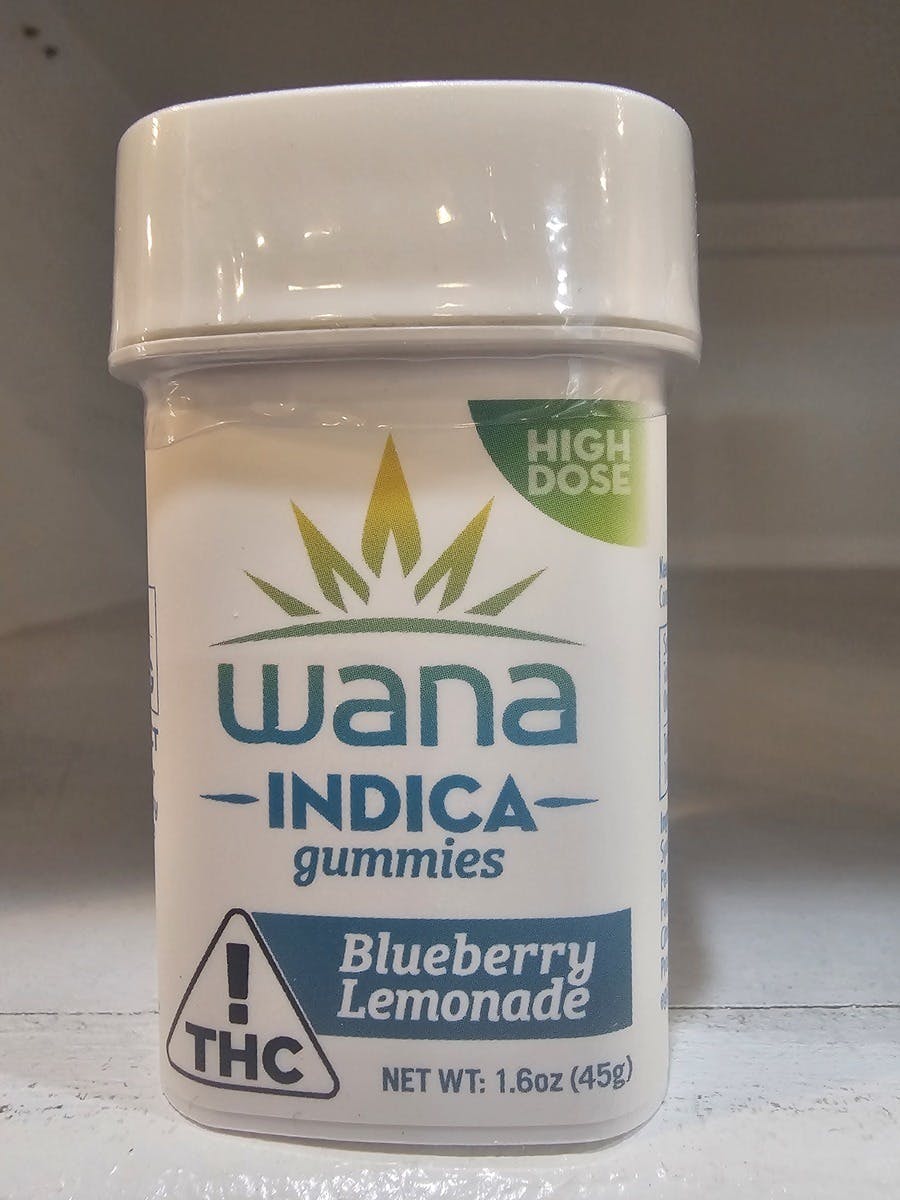 HIGH
DOSE
wana
INDICA
gummies
Blueberry
Lemonade
!
THC
NET WT: 1.6oz (45g)